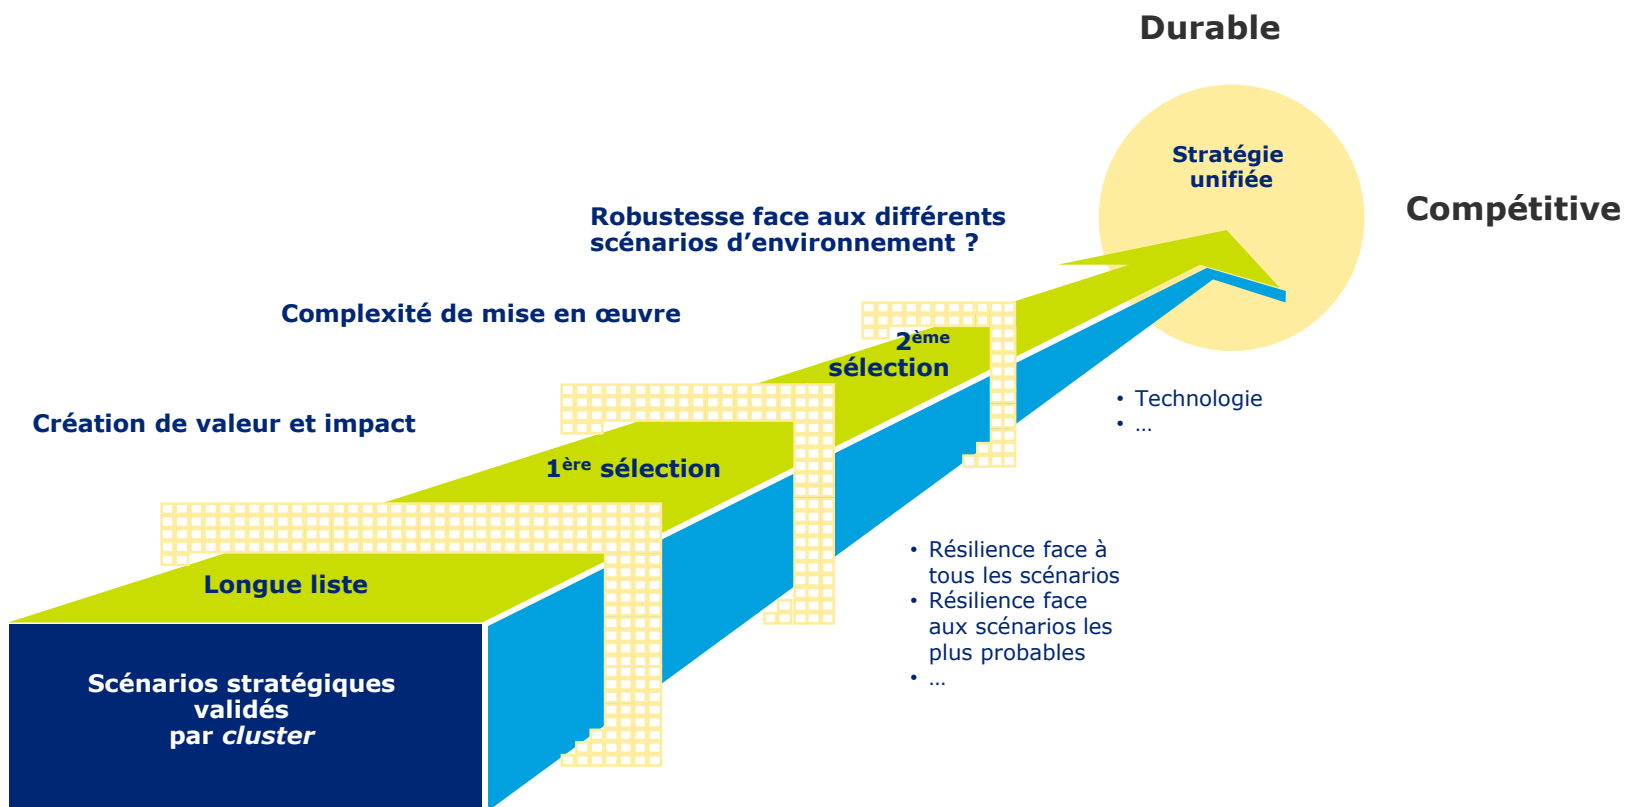 Durable
Stratégie
unifiée
Compétitive
Robustesse face aux différents
scénarios d’environnement ?
Complexité de mise en œuvre
2ème
sélection
• Technologie
• …
Création de valeur et impact
1ère sélection
• Résilience face à
tous les scénarios
• Résilience face
aux scénarios les
plus probables
• …
Longue liste
Scénarios stratégiques
validés
par cluster